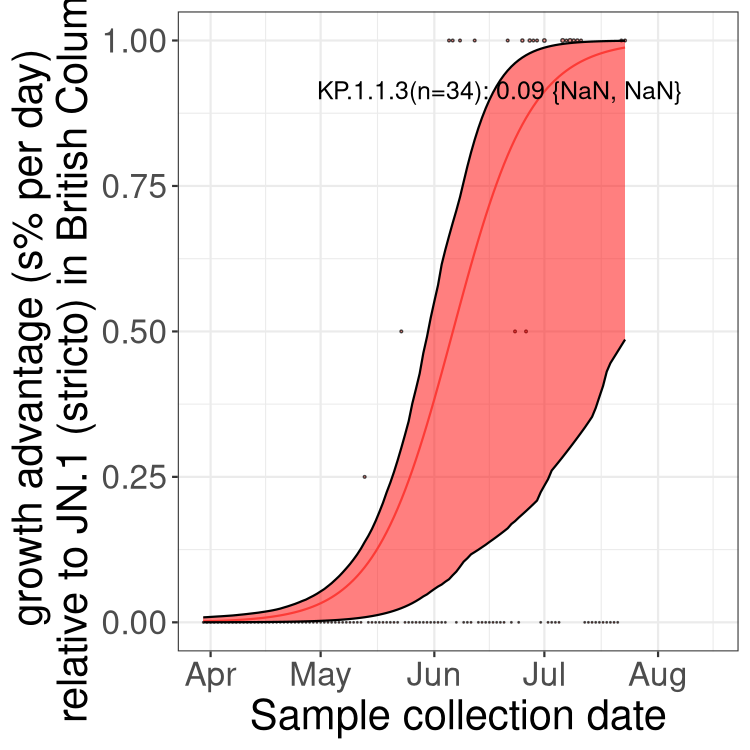 growth advantage (s% per day)
relative to JN.1 (stricto) in British Colum
1.00
0.75
0.50
0.25
0.00
KP.1.1.3(n=34): 0.09 {NaN, NaN}
Apr May Jun Jul Aug
Sample collection date